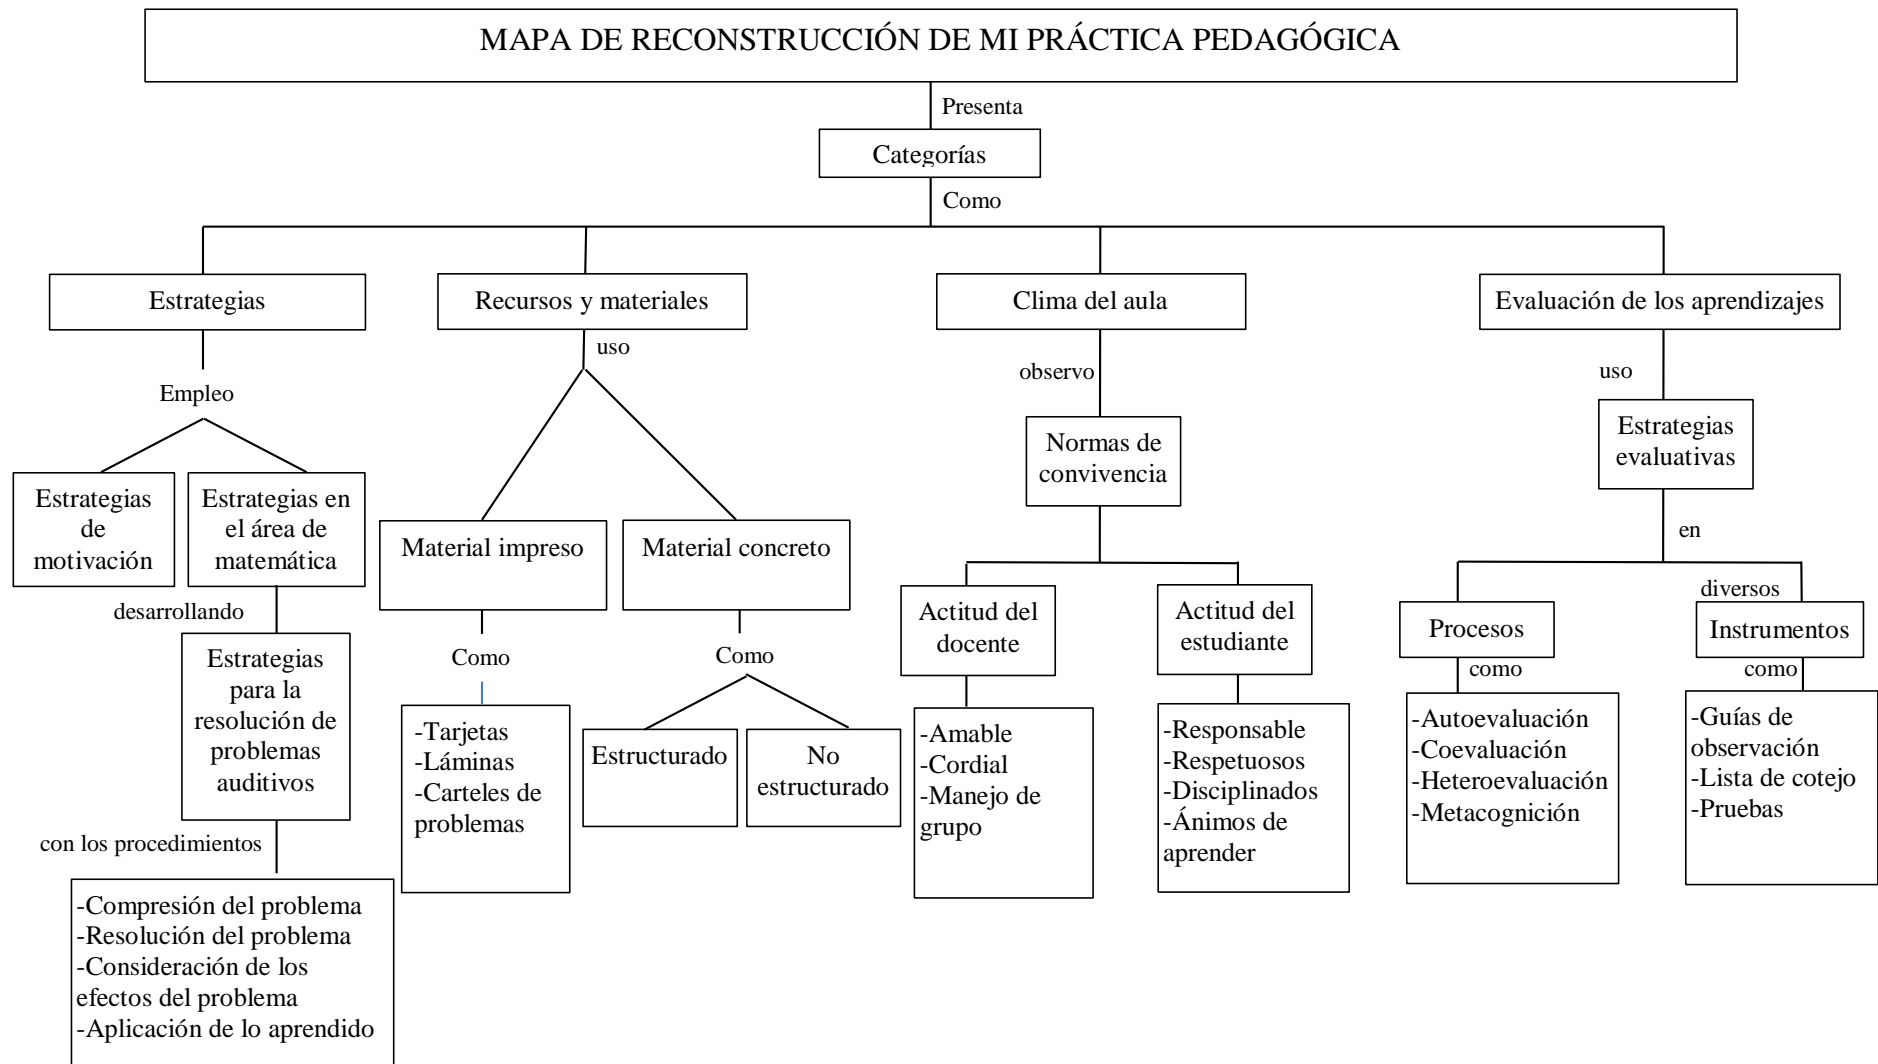 MAPA DE RECONSTRUCCIÓN DE MI PRÁCTICA PEDAGÓGICA
Presenta
Categorías
Como
Estrategias
Empleo
Estrategias
de
motivación
Estrategias en
el área de
matemática
desarrollando
Estrategias
para la
resolución de
problemas
auditivos
con los procedimientos
-Compresión del problema
-Resolución del problema
-Consideración de los
efectos del problema
-Aplicación de lo aprendido
Recursos y materiales
uso
Material impreso
Como
-Tarjetas
-Láminas
-Carteles de
problemas
Material concreto
Como
Estructurado
No
estructurado
Clima del aula
observo
Normas de
convivencia
Actitud del
docente
-Amable
-Cordial
-Manejo de
grupo
Actitud del
estudiante
-Responsable
-Respetuosos
-Disciplinados
-Ánimos de
aprender
Evaluación de los aprendizajes
uso
Estrategias
evaluativas
en
Procesos
como
-Autoevaluación
-Coevaluación
-Heteroevaluación
-Metacognición
diversos
Instrumentos
como
-Guías de
observación
-Lista de cotejo
-Pruebas